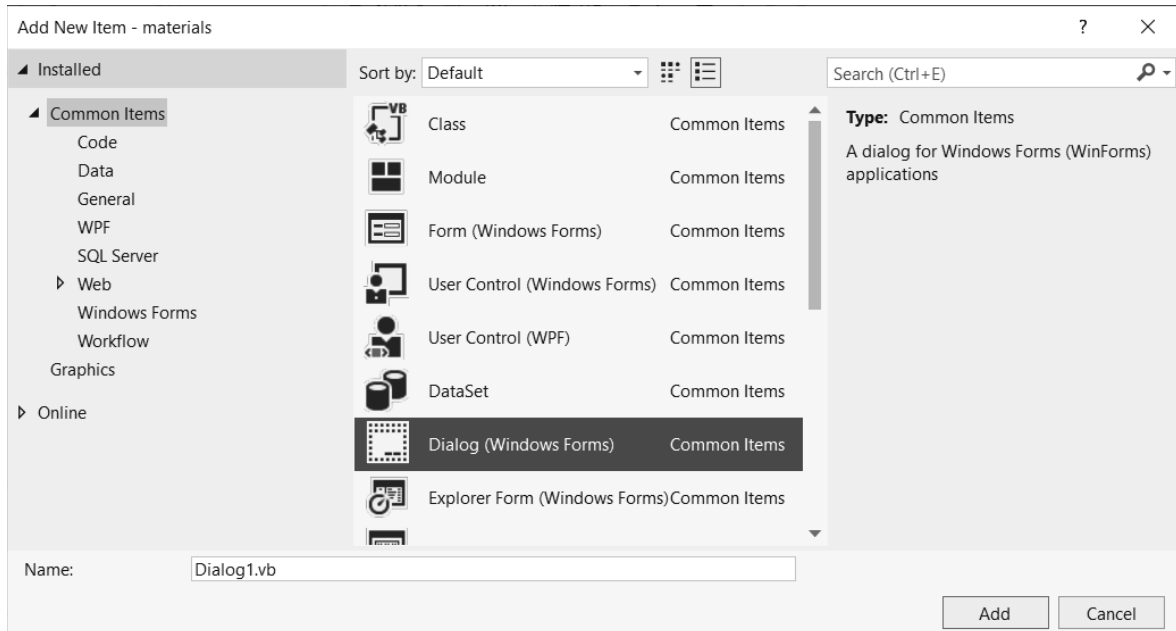 Add New Item - materials
?
Installed
Common Items
Code
Data
General
WPF
SQL Server
Web
Windows Forms
Workflow
Graphics
Online
Sort by: Default
Class Common Items
VB
Module Common Items
Form (Windows Forms) Common Items
User Control (Windows Forms) Common Items
User Control (WPF) Common Items
DataSet Common Items
Dialog (Windows Forms) Common Items
Explorer Form (Windows Forms) Common Items
Search (Ctrl+E)
Type: Common Items
A dialog for Windows Forms (WinForms)
applications
Name: Dialog1.vb
Add Cancel